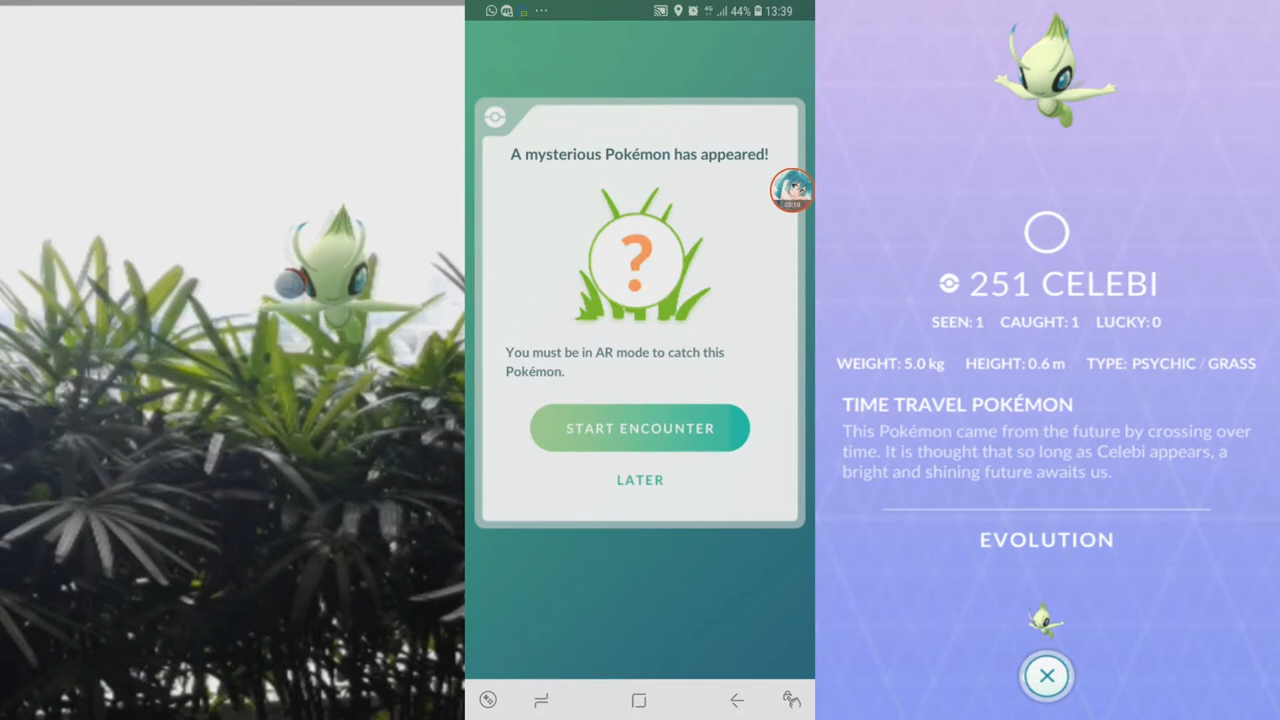 4G 44% 13:39
A mysterious Pokémon has appeared!
00:10
You must be in AR mode to catch this
Pokémon.
START ENCOUNTER
LATER
251 CELEBI
SEEN: 1 CAUGHT: 1 LUCKY: 0
WEIGHT: 5.0 kg HEIGHT: 0.6 m TYPE: PSYCHIC / GRASS
TIME TRAVEL POKÉMON
This Pokémon came from the future by crossing over
time. It is thought that so long as Celebi appears, a
bright and shining future awaits us.
EVOLUTION